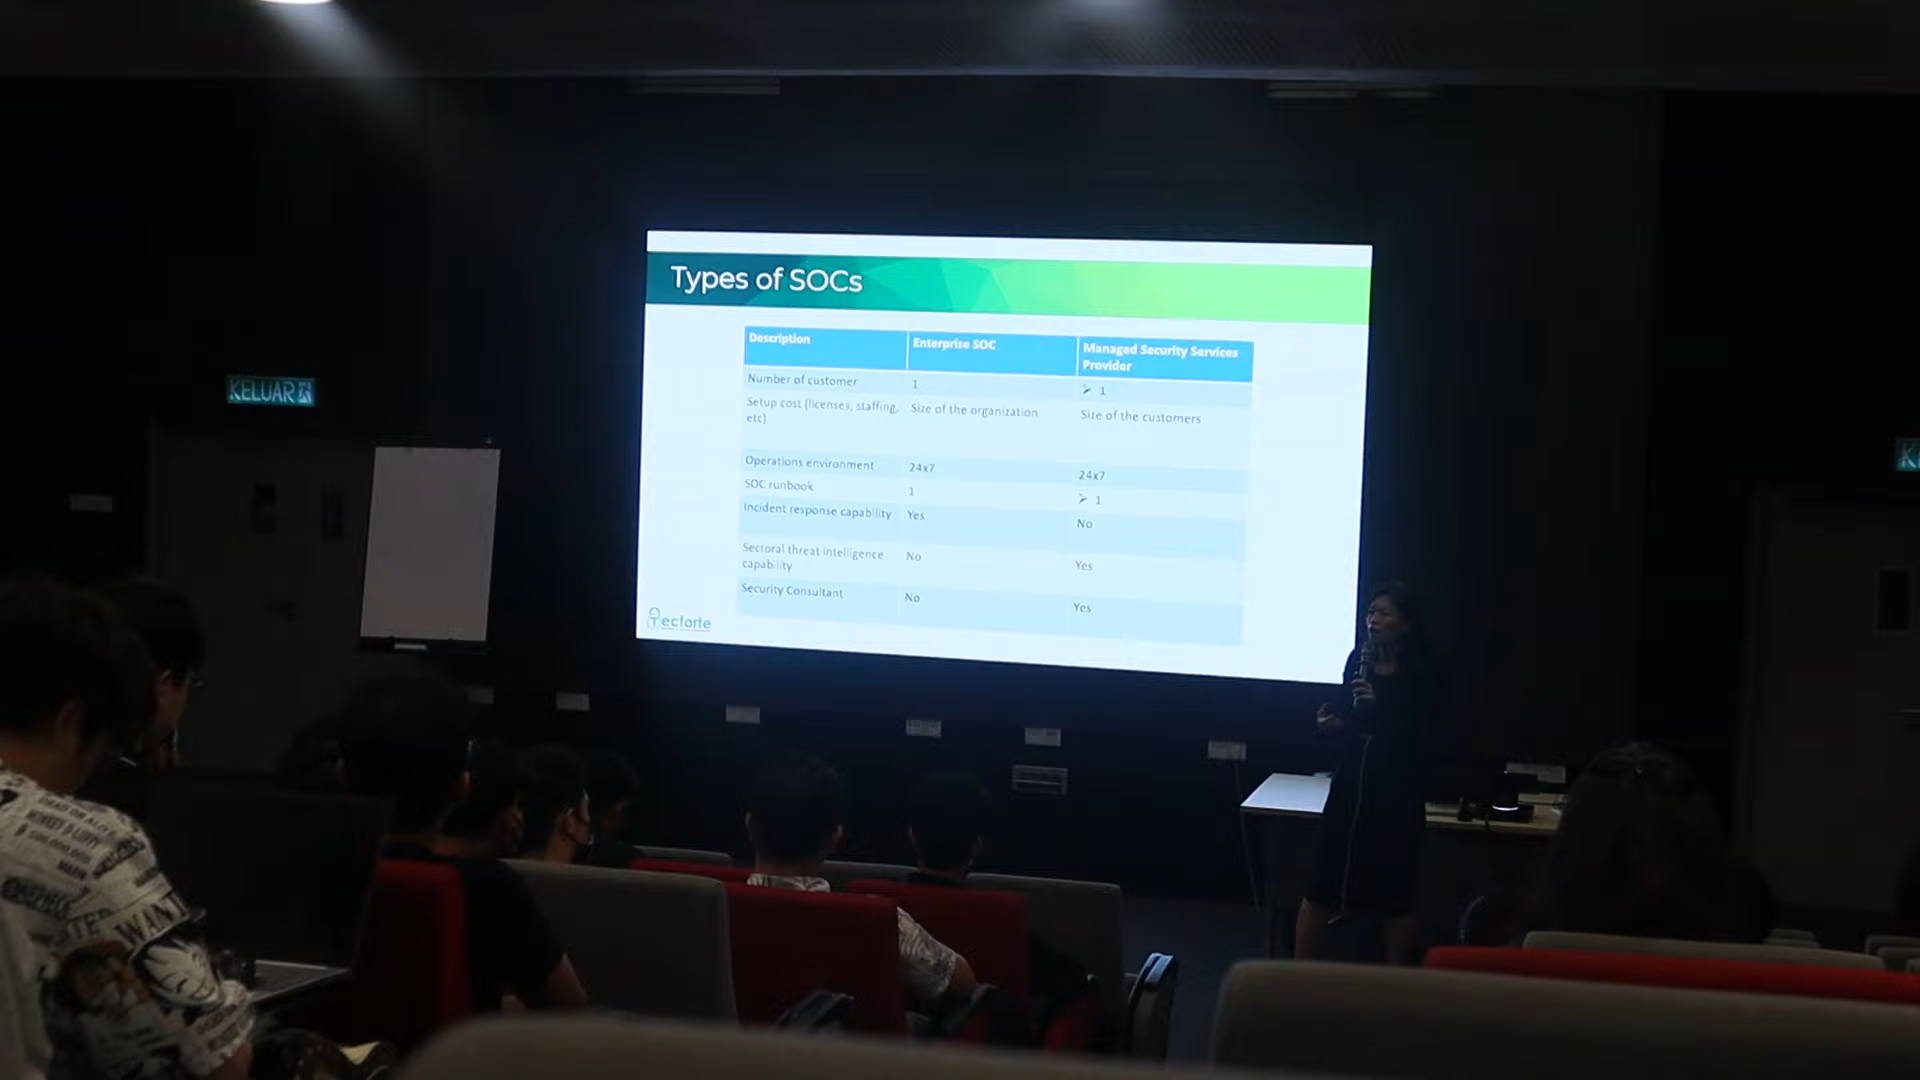 Types of SOCs
Description Enterprise SOC Managed Security Services
Provider
Number of customer 1 ➢ 1
Setup cost (licenses, staffing, Size of the organization Size of the customers
etc)
Operations environment 24x7 24x7
SOC runbook 1 ➢ 1
Incident response capability Yes No
Sectoral threat intelligence No Yes
capability
Security Consultant No Yes
Tecforte
KELUAR
K
WANT